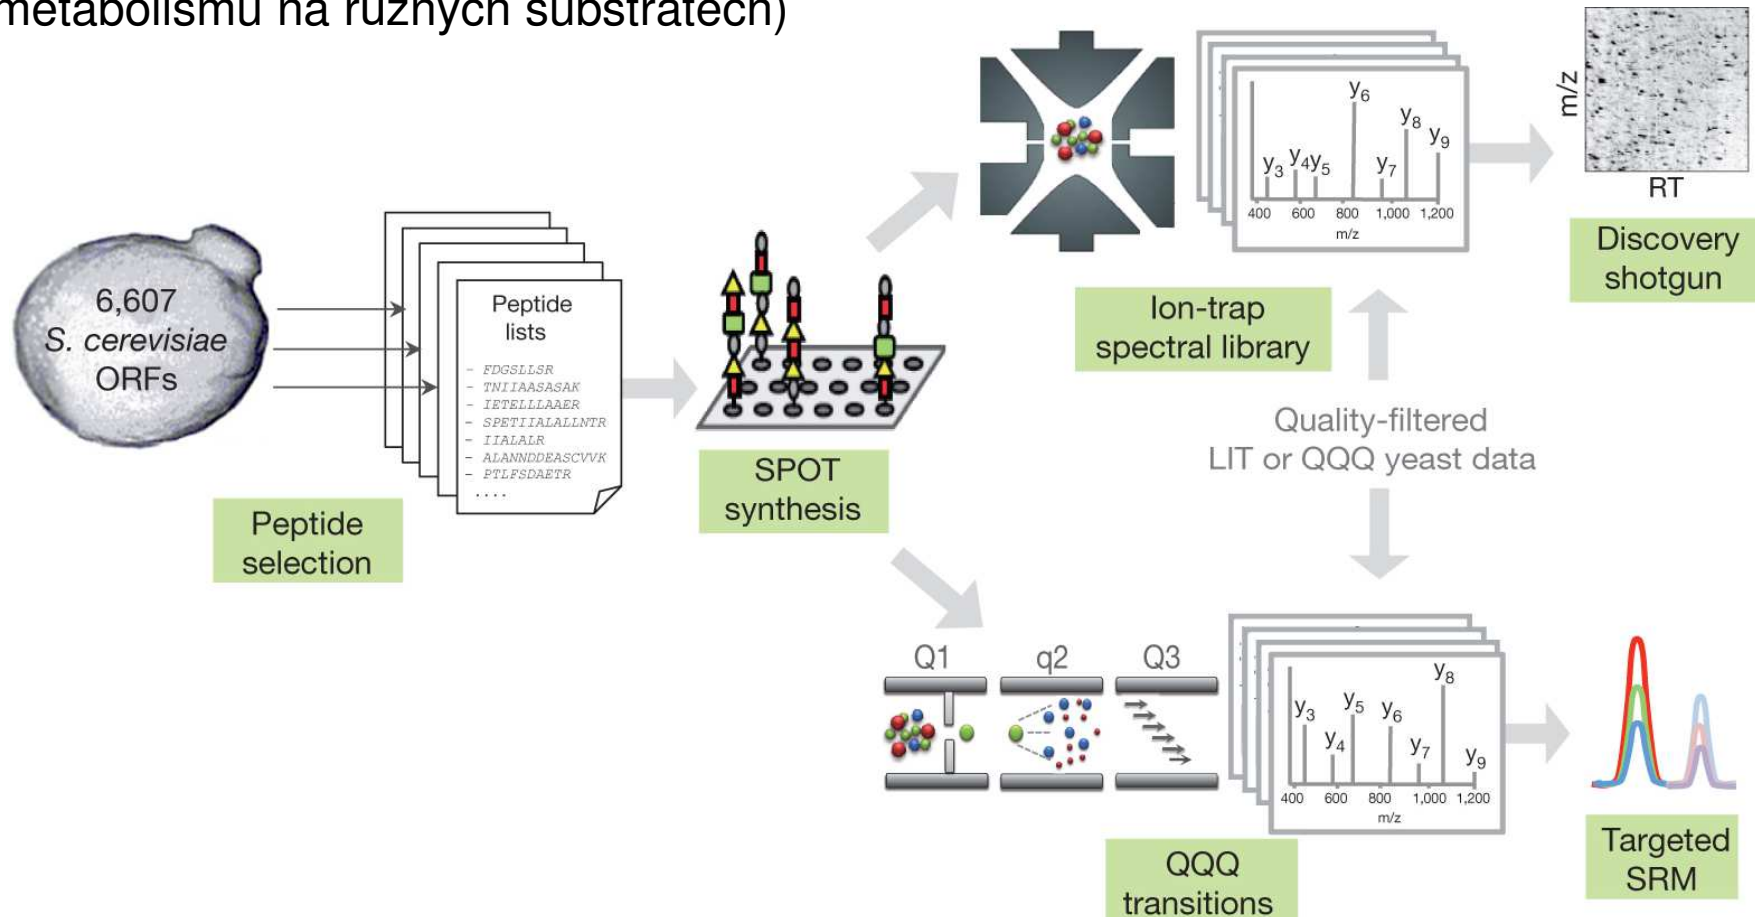 metabolismu na různých substrátech)
6,607
S. cerevisiae
ORFs
Peptide
lists
- FDGSLLSR
- TNIIAASASAK
- IETELLLAAER
- SPETIIALALLNTR
- IIALALR
- ALANNDDEASCVVK
- PTLFSDAETR
....
Peptide
selection
SPOT
synthesis
y6
y8
y9
y3
y4
y5
y7
400 600 800 1,000 1,200
m/z
Ion-trap
spectral library
m/z
RT
Discovery
shotgun
Quality-filtered
LIT or QQQ yeast data
Q1 q2 Q3
y8
y3
y5
y6
y4
y7
y9
400 600 800 1,000 1,200
m/z
QQQ
transitions
Targeted
SRM